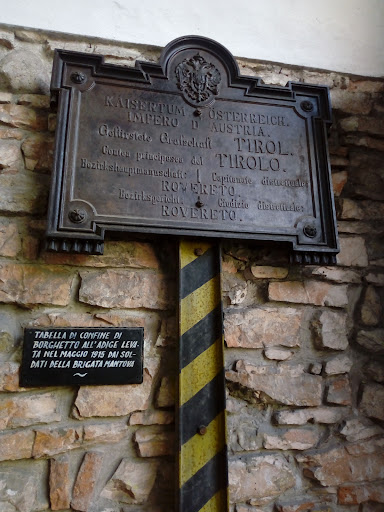 KAISERTUM ÖSTERREICH.
IMPERO D'AUSTRIA.
Gefürstete Grafschaft TIROL.
Contea principesca del TIROLO.
Bezirkshauptmannschaft Capitanato distrettuale
ROVERETO.
Bezirksgericht Giudizio distrettuale
ROVERETO.
TABELLA DI CONFINE DI
BORGHETTO ALL'ADIGE LEVA
TA NEL MAGGIO 1915 DAI SOL
DATI DELLA BRIGATA MANTOVA